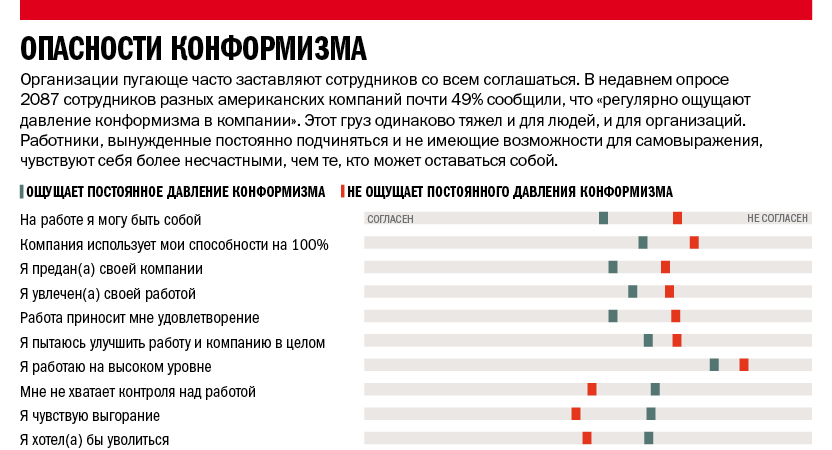 ОПАСНОСТИ КОНФОРМИЗМА
Организации пугающе часто заставляют сотрудников со всем соглашаться. В недавнем опросе
2087 сотрудников разных американских компаний почти 49% сообщили, что «регулярно ощущают
давление конформизма в компании». Этот груз одинаково тяжел и для людей, и для организаций.
Работники, вынужденные постоянно подчиняться и не имеющие возможности для самовыражения,
чувствуют себя более несчастными, чем те, кто может оставаться собой.
ОЩУЩАЕТ ПОСТОЯННОЕ ДАВЛЕНИЕ КОНФОРМИЗМА НЕ ОЩУЩАЕТ ПОСТОЯННОГО ДАВЛЕНИЯ КОНФОРМИЗМА
На работе я могу быть собой СОГЛАСЕН НЕ СОГЛАСЕН
Компания использует мои способности на 100%
Я предан(а) своей компании
Я увлечен(а) своей работой
Работа приносит мне удовлетворение
Я пытаюсь улучшить работу и компанию в целом
Я работаю на высоком уровне
Мне не хватает контроля над работой
Я чувствую выгорание
Я хотел(а) бы уволиться